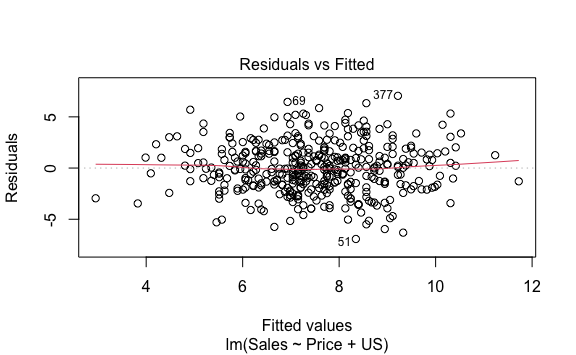 Residuals vs Fitted
Residuals
5
0
-5
69
377
51
4 6 8 10 12
Fitted values
lm(Sales ~ Price + US)